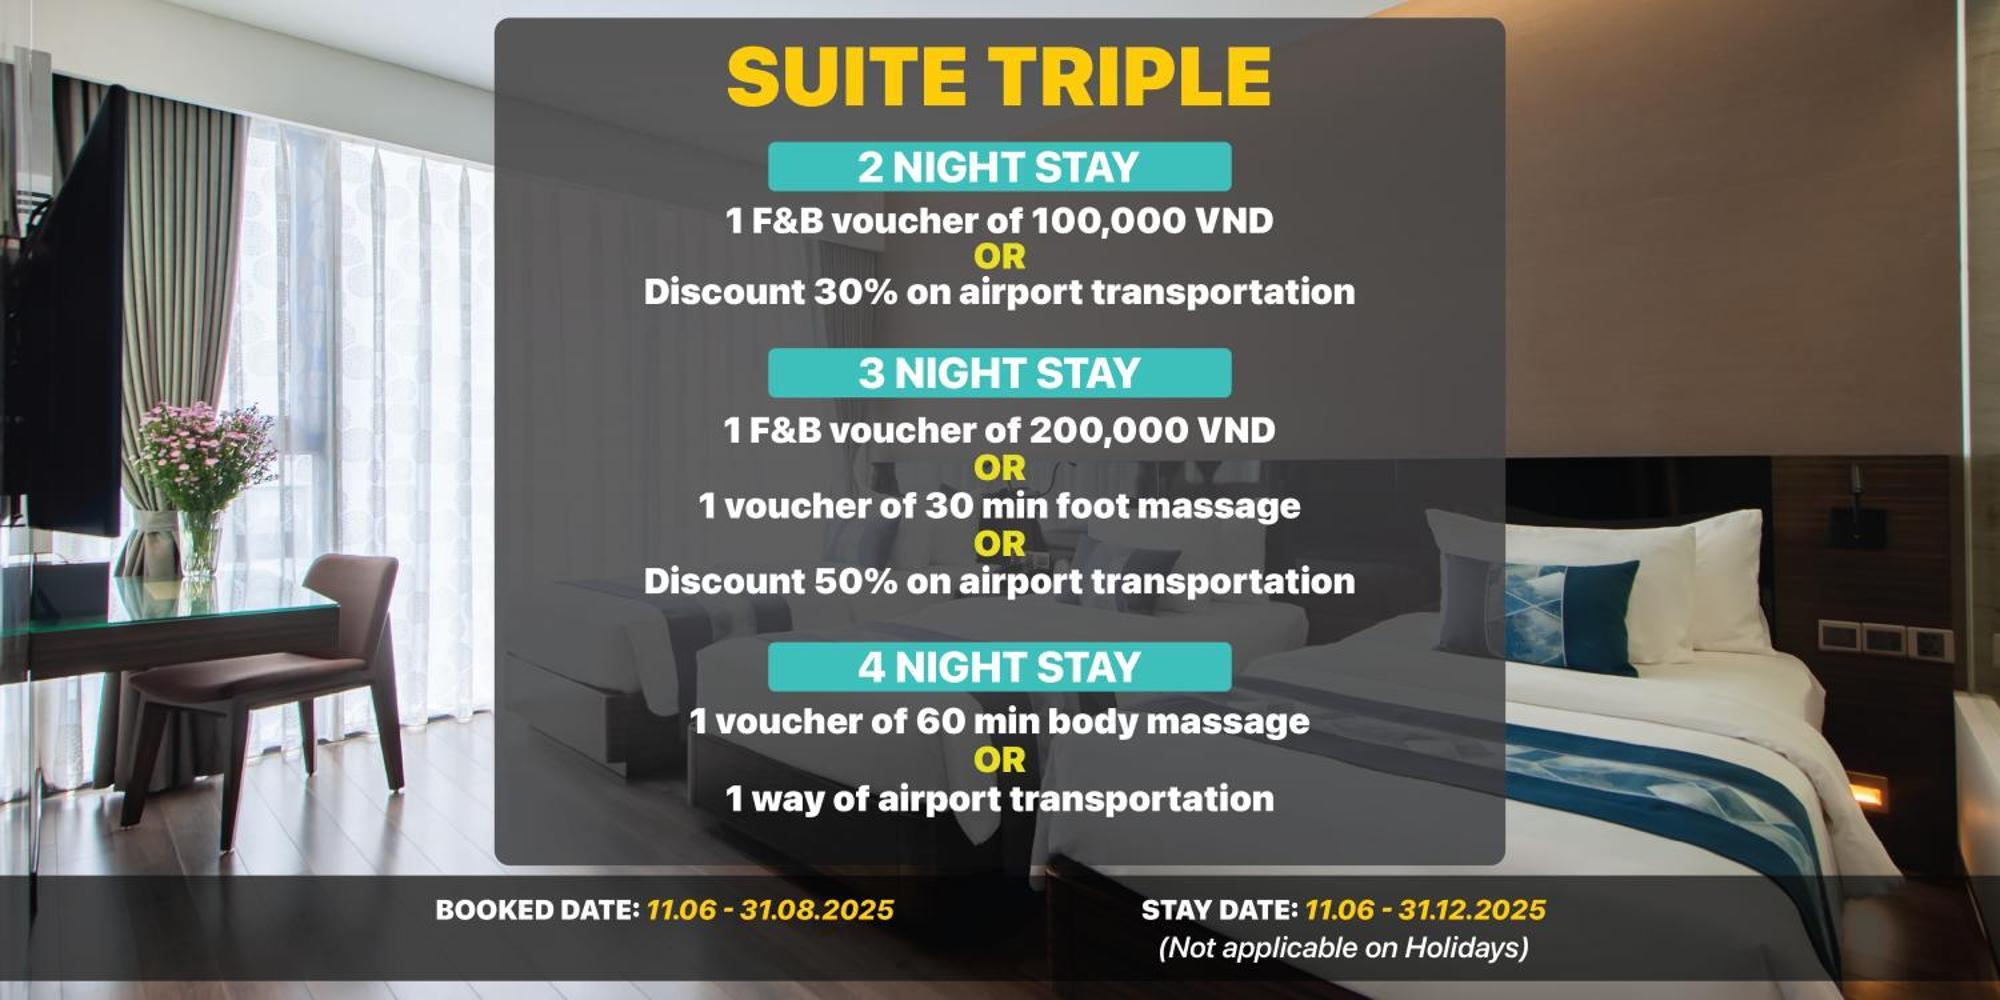 SUITE TRIPLE
2 NIGHT STAY
1 F&B voucher of 100,000 VND
OR
Discount 30% on airport transportation
3 NIGHT STAY
1 F&B voucher of 200,000 VND
OR
1 voucher of 30 min foot massage
OR
Discount 50% on airport transportation
4 NIGHT STAY
1 voucher of 60 min body massage
OR
1 way of airport transportation
BOOKED DATE: 11.06 - 31.08.2025
STAY DATE: 11.06 - 31.12.2025
(Not applicable on Holidays)